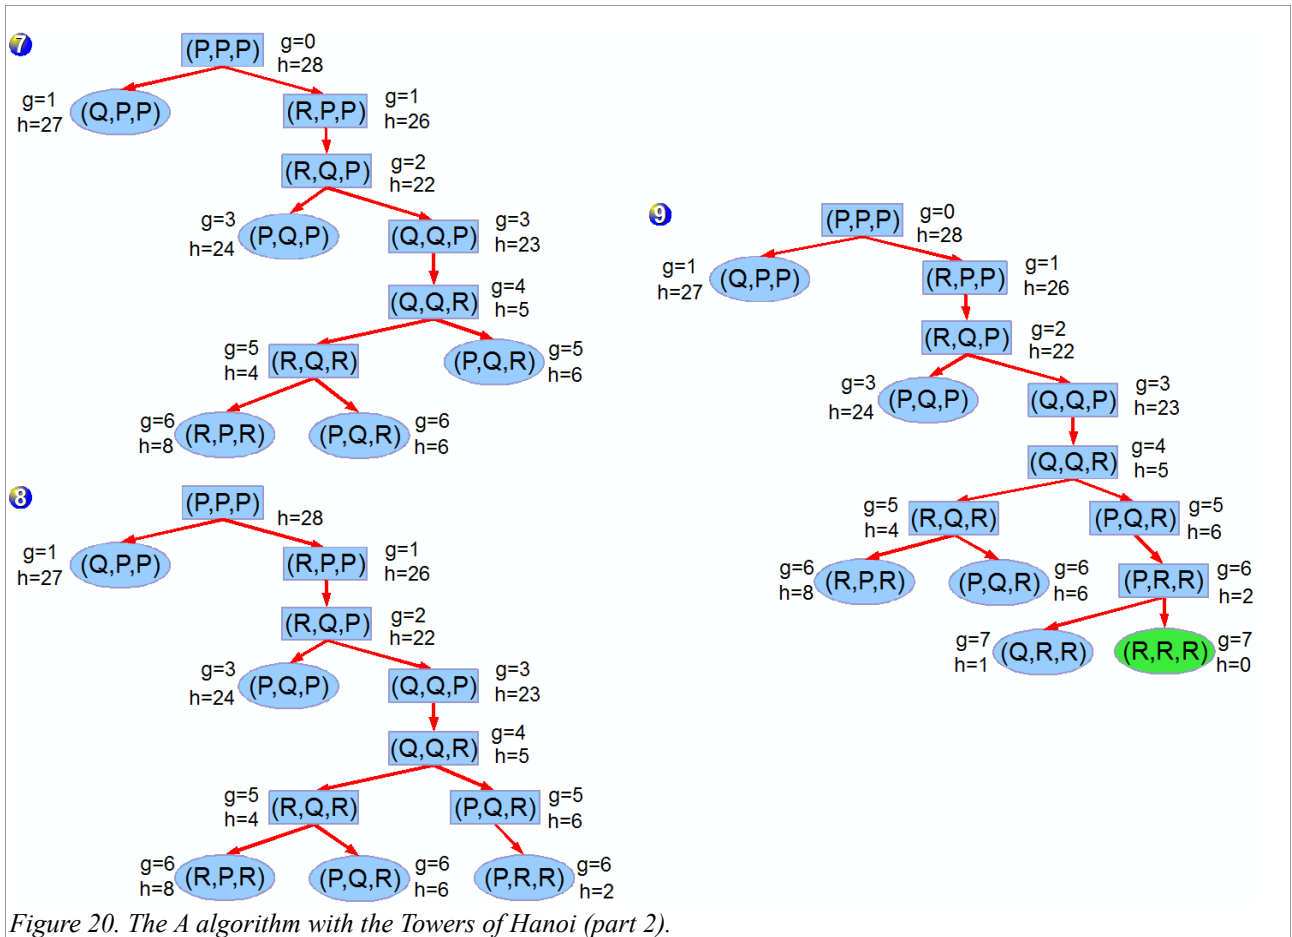 7
(P,P,P) g=0
h=28
g=1
h=27 (Q,P,P)
(R,P,P) g=1
h=26
(R,Q,P) g=2
h=22
g=3
h=24 (P,Q,P)
(Q,Q,P) g=3
h=23
(Q,Q,R) g=4
h=5
g=5
h=4 (R,Q,R)
(P,Q,R) g=5
h=6
g=6
h=8 (R,P,R)
(P,Q,R) g=6
h=6
8
(P,P,P)
h=28
g=1
h=27 (Q,P,P)
(R,P,P) g=1
h=26
(R,Q,P) g=2
h=22
g=3
h=24 (P,Q,P)
(Q,Q,P) g=3
h=23
(Q,Q,R) g=4
h=5
g=5
h=4 (R,Q,R)
(P,Q,R) g=5
h=6
g=6
h=8 (R,P,R)
(P,Q,R) g=6
h=6
(P,R,R) g=6
h=2
9
(P,P,P) g=0
h=28
g=1
h=27 (Q,P,P)
(R,P,P) g=1
h=26
(R,Q,P) g=2
h=22
g=3
h=24 (P,Q,P)
(Q,Q,P) g=3
h=23
(Q,Q,R) g=4
h=5
g=5
h=4 (R,Q,R)
(P,Q,R) g=5
h=6
g=6
h=8 (R,P,R)
(P,Q,R) g=6
h=6
(P,R,R) g=6
h=2
g=7
h=1 (Q,R,R)
(R,R,R) g=7
h=0
Figure 20. The A algorithm with the Towers of Hanoi (part 2).